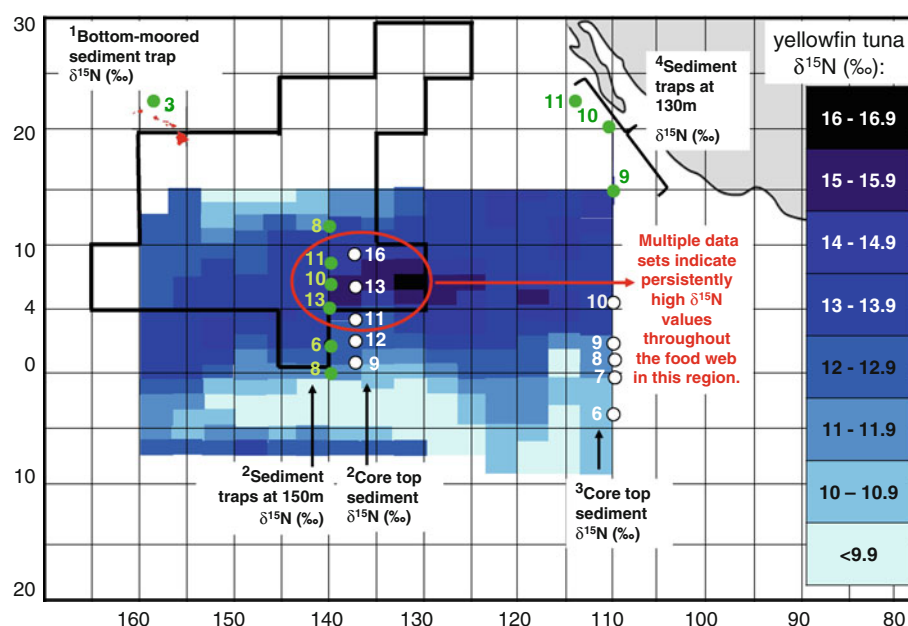 30
20
10
4
0
10
20
160
150
140
130
120
110
100
90
80
1Bottom-moored
sediment trap
δ15N (‰)
3
4Sediment
traps at
130m
δ15N (‰)
11
10
9
yellowfin tuna
δ15N (‰):
16 - 16.9
15 - 15.9
14 - 14.9
13 - 13.9
12 - 12.9
11 - 11.9
10 – 10.9
<9.9
8
11
10
13
6
8
16
13
11
12
9
Multiple data
sets indicate
persistently
high δ15N
values
throughout
the food web
in this region.
10
9
8
7
6
2Sediment
traps at 150m
δ15N (‰)
2Core top
sediment
δ15N (‰)
3Core top
sediment
δ15N (‰)